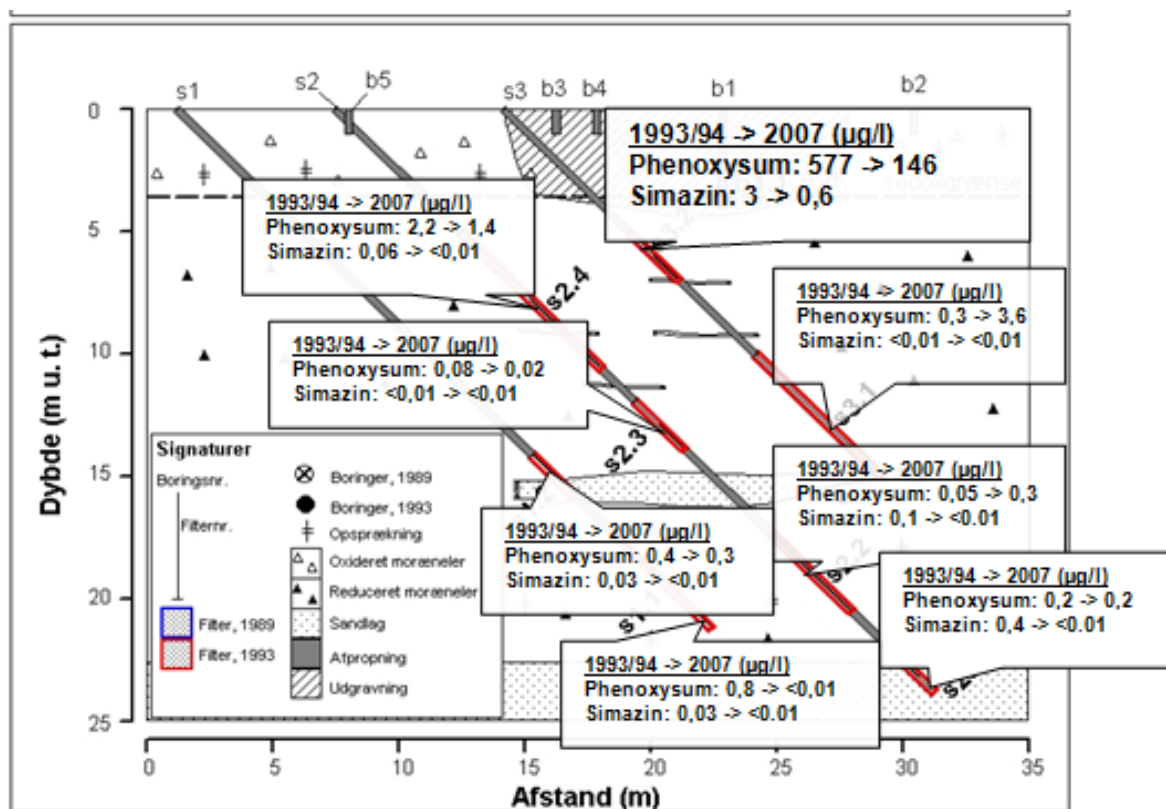 s1
s2
b5
s3
b3
b4
b1
b2
0
5
10
15
20
25
Dybde (m u. t.)
1993/94 -> 2007 (µg/l)
Phenoxysum: 577 -> 146
Simazin: 3 -> 0,6
redoxgrænse
1993/94 -> 2007 (µg/l)
Phenoxysum: 2,2 -> 1,4
Simazin: 0,06 -> <0,01
s2.4
1993/94 -> 2007 (µg/l)
Phenoxysum: 0,3 -> 3,6
Simazin: <0,01 -> <0,01
s3.1
1993/94 -> 2007 (µg/l)
Phenoxysum: 0,08 -> 0,02
Simazin: <0,01 -> <0,01
s2.3
1993/94 -> 2007 (µg/l)
Phenoxysum: 0,05 -> 0,3
Simazin: 0,1 -> <0.01
1993/94 -> 2007 (µg/l)
Phenoxysum: 0,4 -> 0,3
Simazin: 0,03 -> <0,01
1993/94 -> 2007 (µg/l)
Phenoxysum: 0,2 -> 0,2
Simazin: 0,4 -> <0.01
1993/94 -> 2007 (µg/l)
Phenoxysum: 0,8 -> <0,01
Simazin: 0,03 -> <0.01
Signaturer
Boringsnr.
Filternr.
Filter, 1989
Filter, 1993
Boringer, 1989
Boringer, 1993
Opsprækning
Oxideret moræneler
Reduceret moræneler
Sandlag
Afpropning
Udgravning
0
5
10
15
20
25
30
35
Afstand (m)